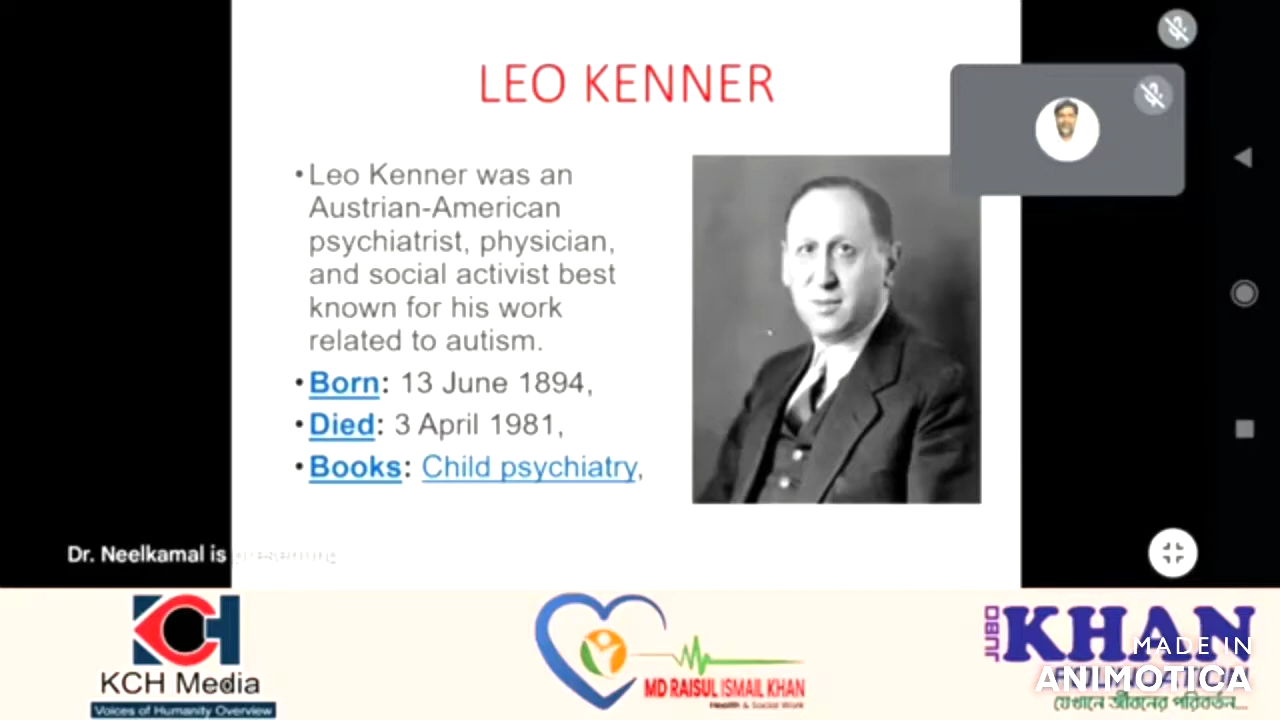 LEO KENNER
•Leo Kenner was an
Austrian-American
psychiatrist, physician,
and social activist best
known for his work
related to autism.
•Born: 13 June 1894,
•Died: 3 April 1981,
•Books: Child psychiatry,
Dr. Neelkamal is presenting
KCH Media
Voices of Humanity Overview
MD RAISUL ISMAIL KHAN
Health & Social Work
KHAN
MADE IN
ANIMOTICA
যেখানে জীবনের পরিবর্তন...